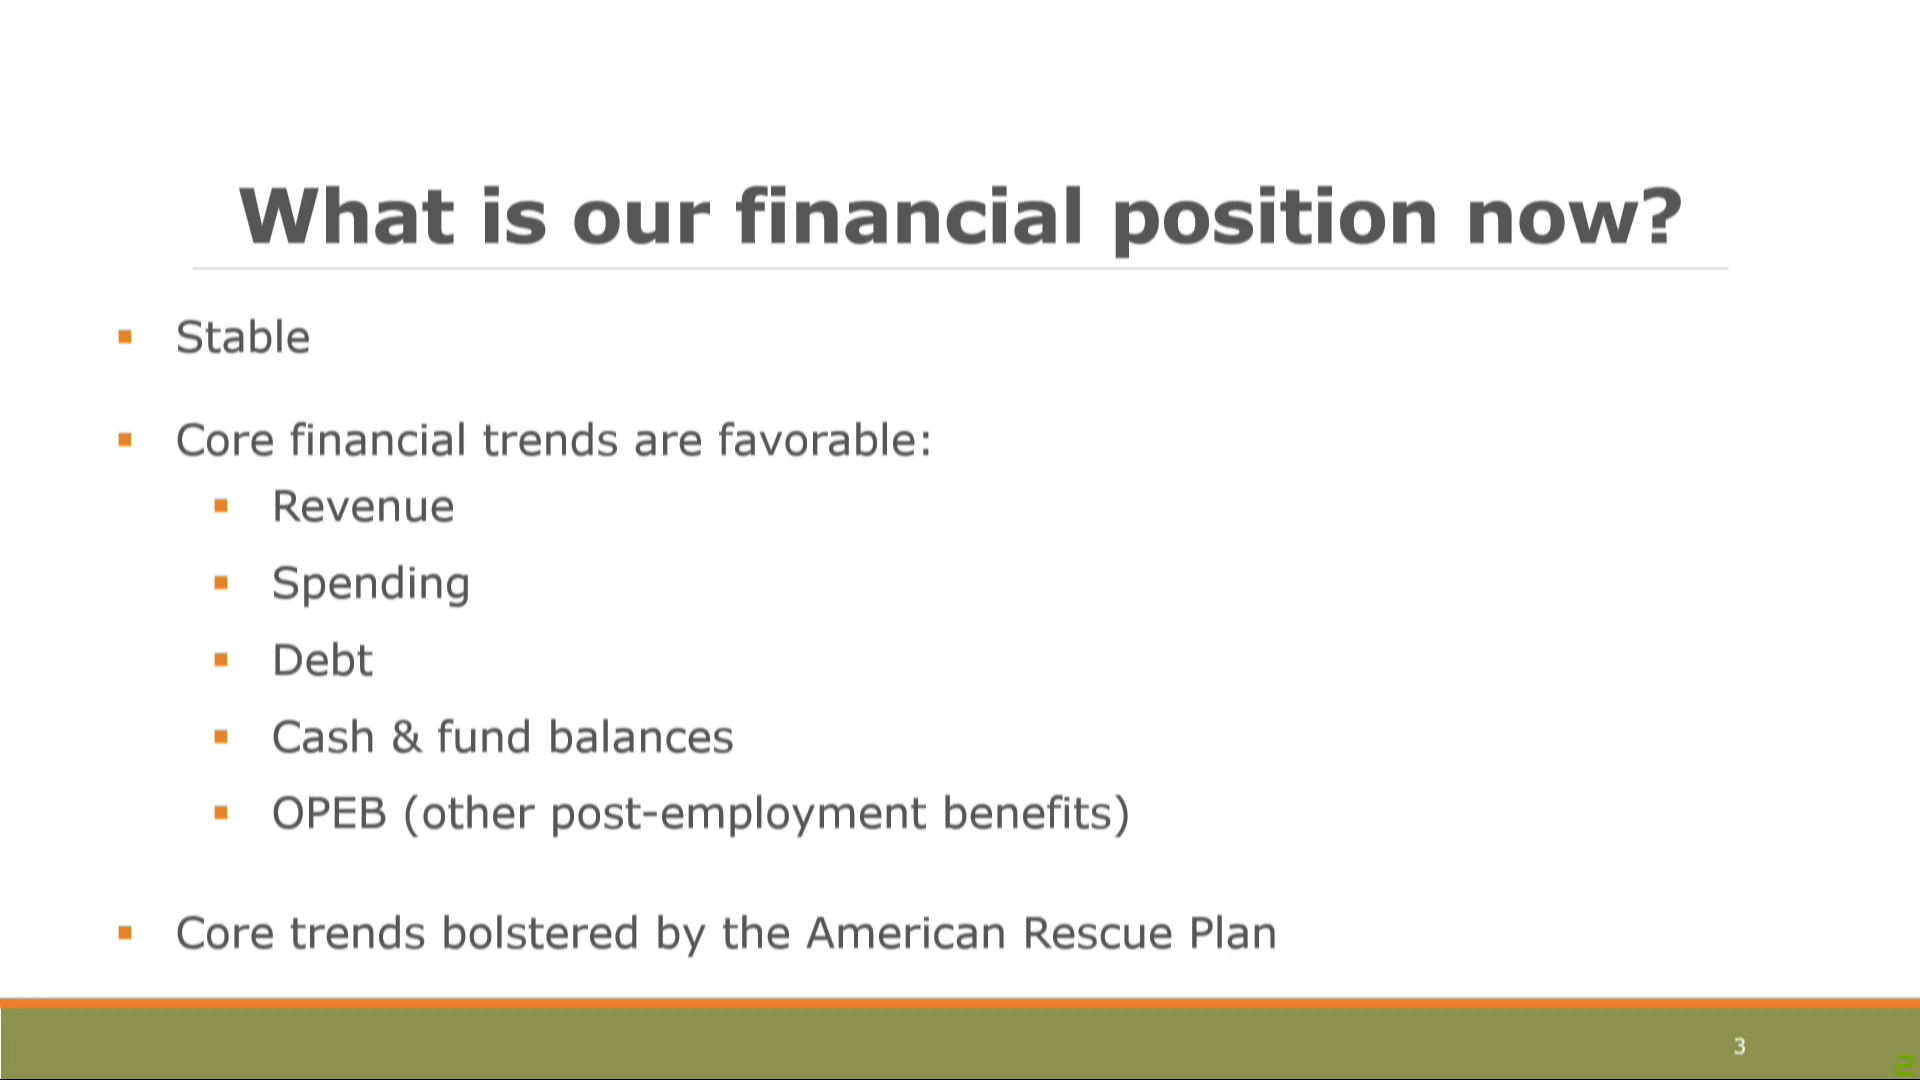 What is our financial position now?
Stable
Core financial trends are favorable:
Revenue
Spending
Debt
Cash & fund balances
OPEB (other post-employment benefits)
Core trends bolstered by the American Rescue Plan
3